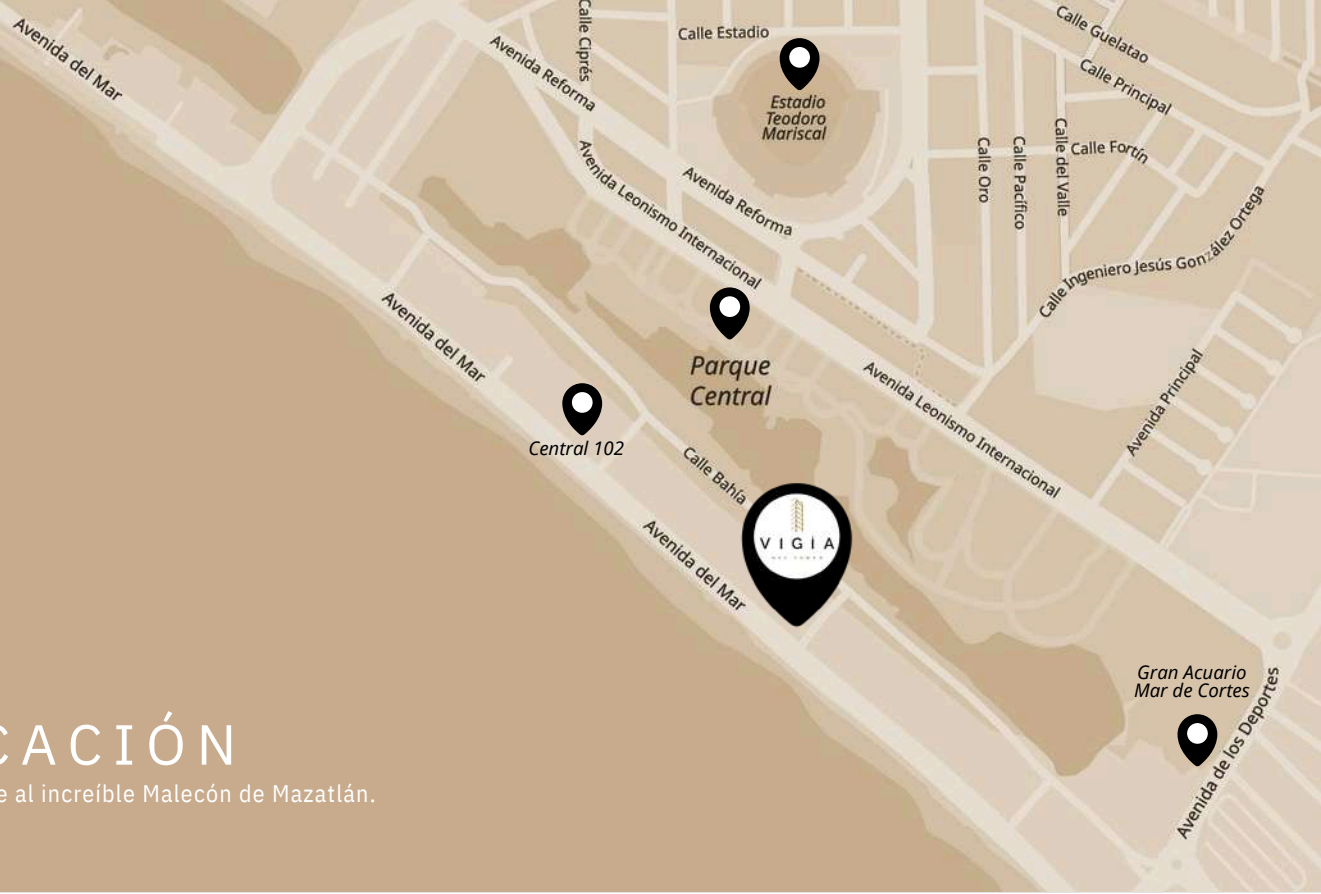 Avenida del Mar
Calle Ciprés
Calle Estadio
Avenida Reforma
Estadio
Teodoro
Mariscal
Calle Guelatao
Calle Principal
Calle Oro
Calle Pacífico
Calle del Valle
Calle Fortín
Avenida Leonismo Internacional
Avenida Reforma
Calle Ingeniero Jesús González Ortega
Avenida del Mar
Parque
Central
Avenida Leonismo Internacional
Avenida Principal
Central 102
Calle Bahía
VIGÍA
Avenida del Mar
Gran Acuario
Mar de Cortes
Avenida de los Deportes
CACIÓN
e al increíble Malecón de Mazatlán.